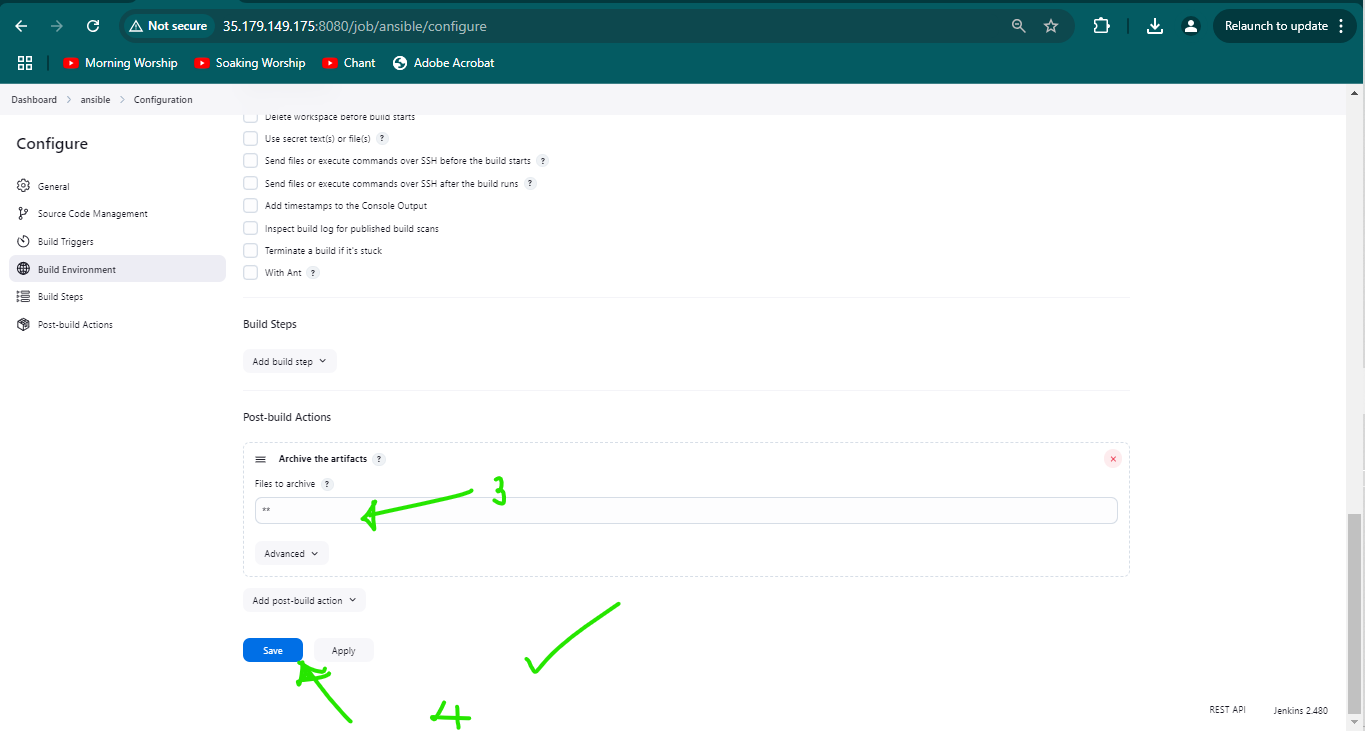 Not secure 35.179.149.175:8080/job/ansible/configure Relaunch to update
Morning Worship Soaking Worship Chant Adobe Acrobat
Dashboard > ansible > Configuration
Configure
General
Source Code Management
Build Triggers
Build Environment
Build Steps
Post-build Actions
Delete workspace before build starts
Use secret text(s) or file(s) ?
Send files or execute commands over SSH before the build starts ?
Send files or execute commands over SSH after the build runs ?
Add timestamps to the Console Output
Inspect build log for published build scans
Terminate a build if it's stuck
With Ant ?
Build Steps
Add build step
Post-build Actions
Archive the artifacts ?
Files to archive ?
3
**
Advanced
Add post-build action
Save Apply
4
REST API Jenkins 2.480